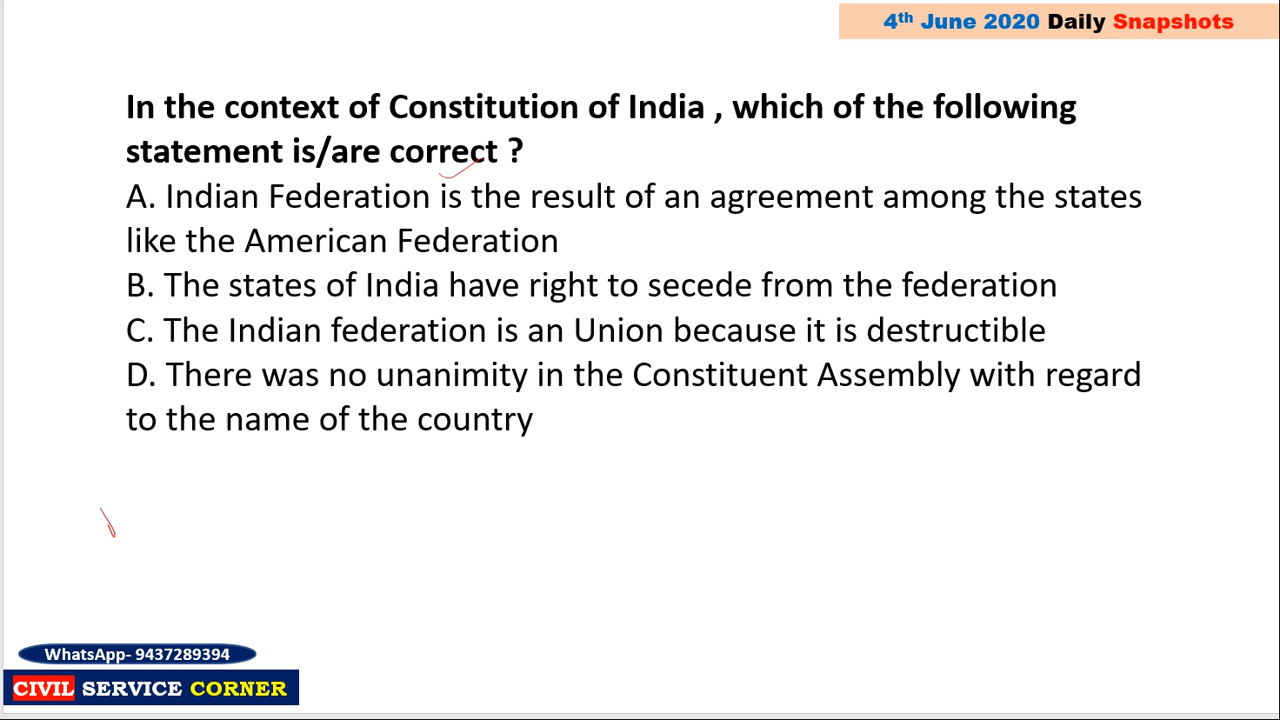 4th June 2020 Daily Snapshots
In the context of Constitution of India , which of the following
statement is/are correct ?
A. Indian Federation is the result of an agreement among the states
like the American Federation
B. The states of India have right to secede from the federation
C. The Indian federation is an Union because it is destructible
D. There was no unanimity in the Constituent Assembly with regard
to the name of the country
WhatsApp- 9437289394
CIVIL SERVICE CORNER